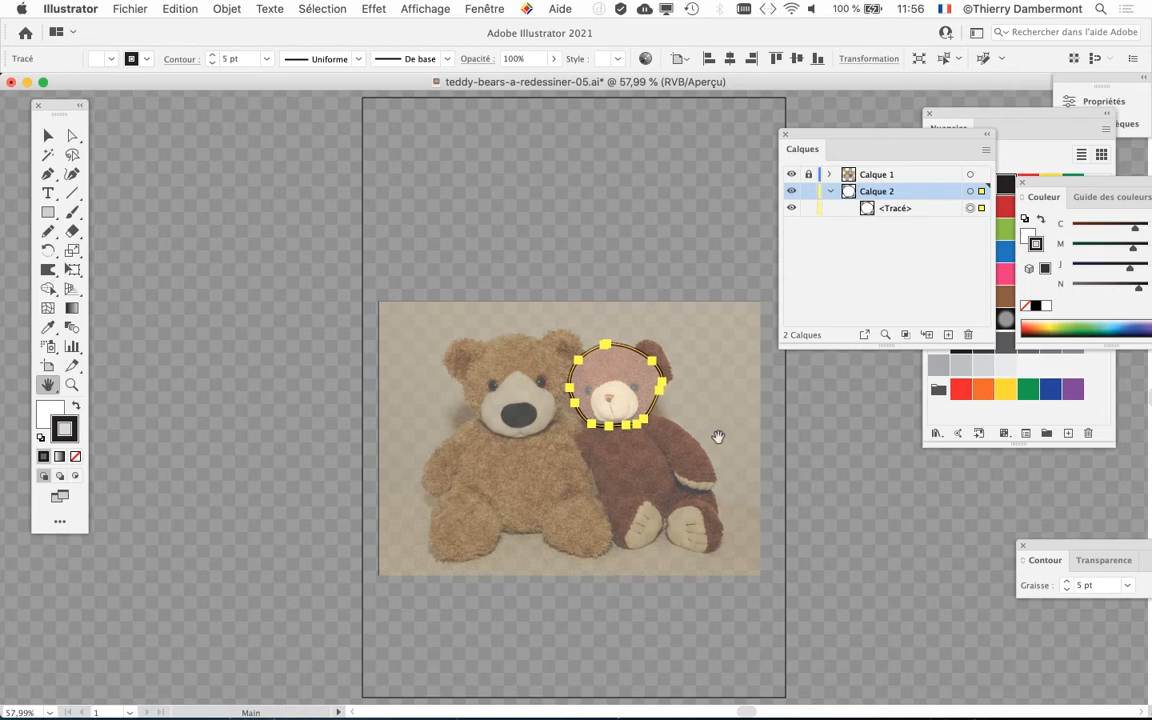 Illustrator Fichier Edition Objet Texte Sélection Effet Affichage Fenêtre Aide 100 % 11:56 ©Thierry Dambermont
Adobe Illustrator 2021 Rechercher dans l'aide Adobe
Tracé Contour : 5 pt Uniforme De base Opacité : 100% Style : Transformation
teddy-bears-a-redessiner-05.ai* @ 57,99 % (RVB/Aperçu)
Propriétés
Calques
Calque 1
Calque 2
<Tracé>
2 Calques
Couleur Guide des couleurs
C
M
J
N
Contour Transparence
Graisse : 5 pt
57,99% 1 Main